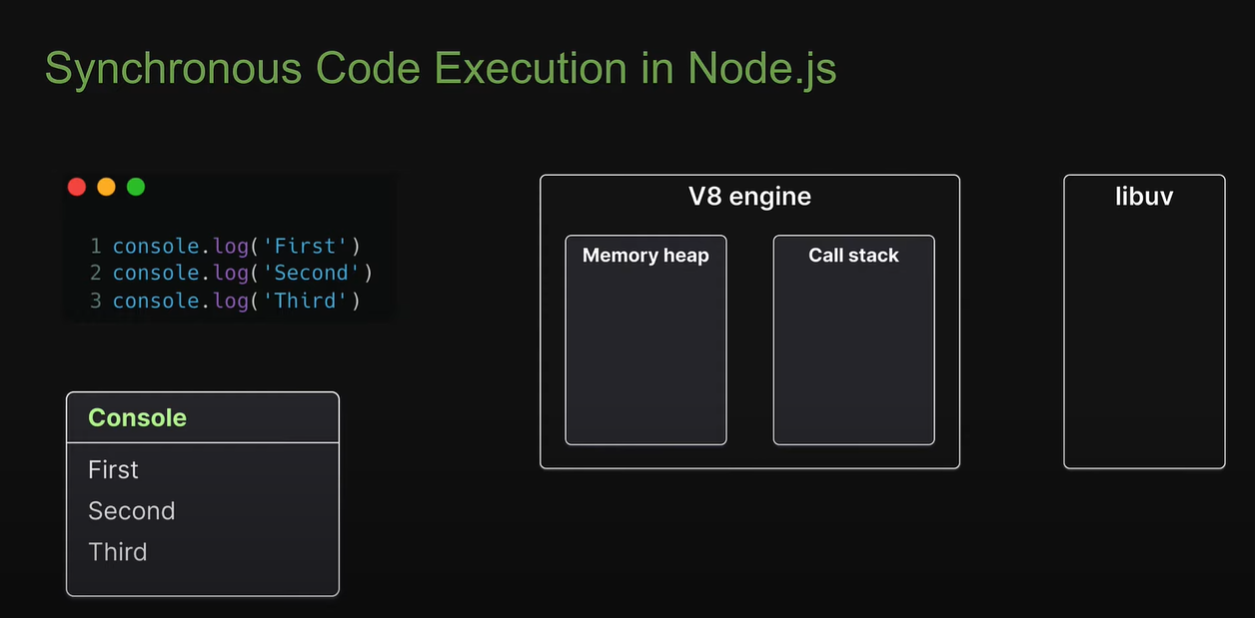 Synchronous Code Execution in Node.js
1 console.log('First')
2 console.log('Second')
3 console.log('Third')
Console
First
Second
Third
V8 engine
Memory heap
Call stack
libuv